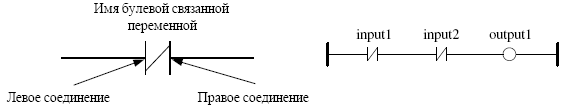 Имя булевой связанной
переменной
Левое соединение
Правое соединение
input1
input2
output1